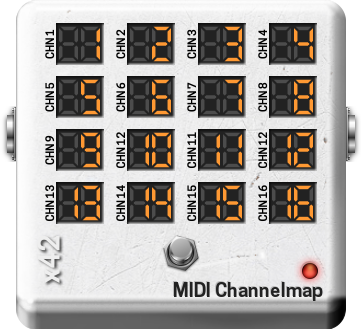 CHN1 1 CHN2 2 CHN3 3 CHN4 4
CHN5 5 CHN6 6 CHN7 7 CHN8 8
CHN9 9 CHN12 10 CHN11 11 CHN12 12
CHN13 13 CHN14 14 CHN15 15 CHN16 16
x42
MIDI Channelmap